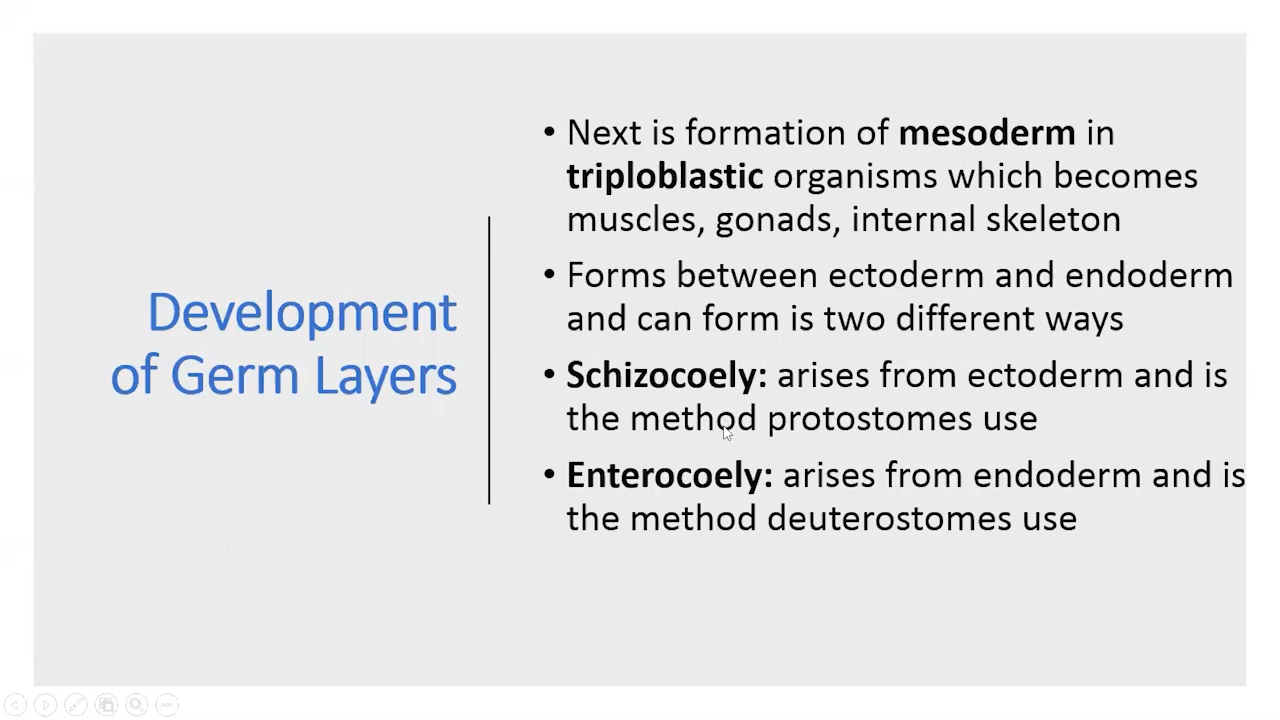 Development
of Germ Layers
• Next is formation of mesoderm in
triploblastic organisms which becomes
muscles, gonads, internal skeleton
• Forms between ectoderm and endoderm
and can form is two different ways
• Schizocoely: arises from ectoderm and is
the method protostomes use
• Enterocoely: arises from endoderm and is
the method deuterostomes use